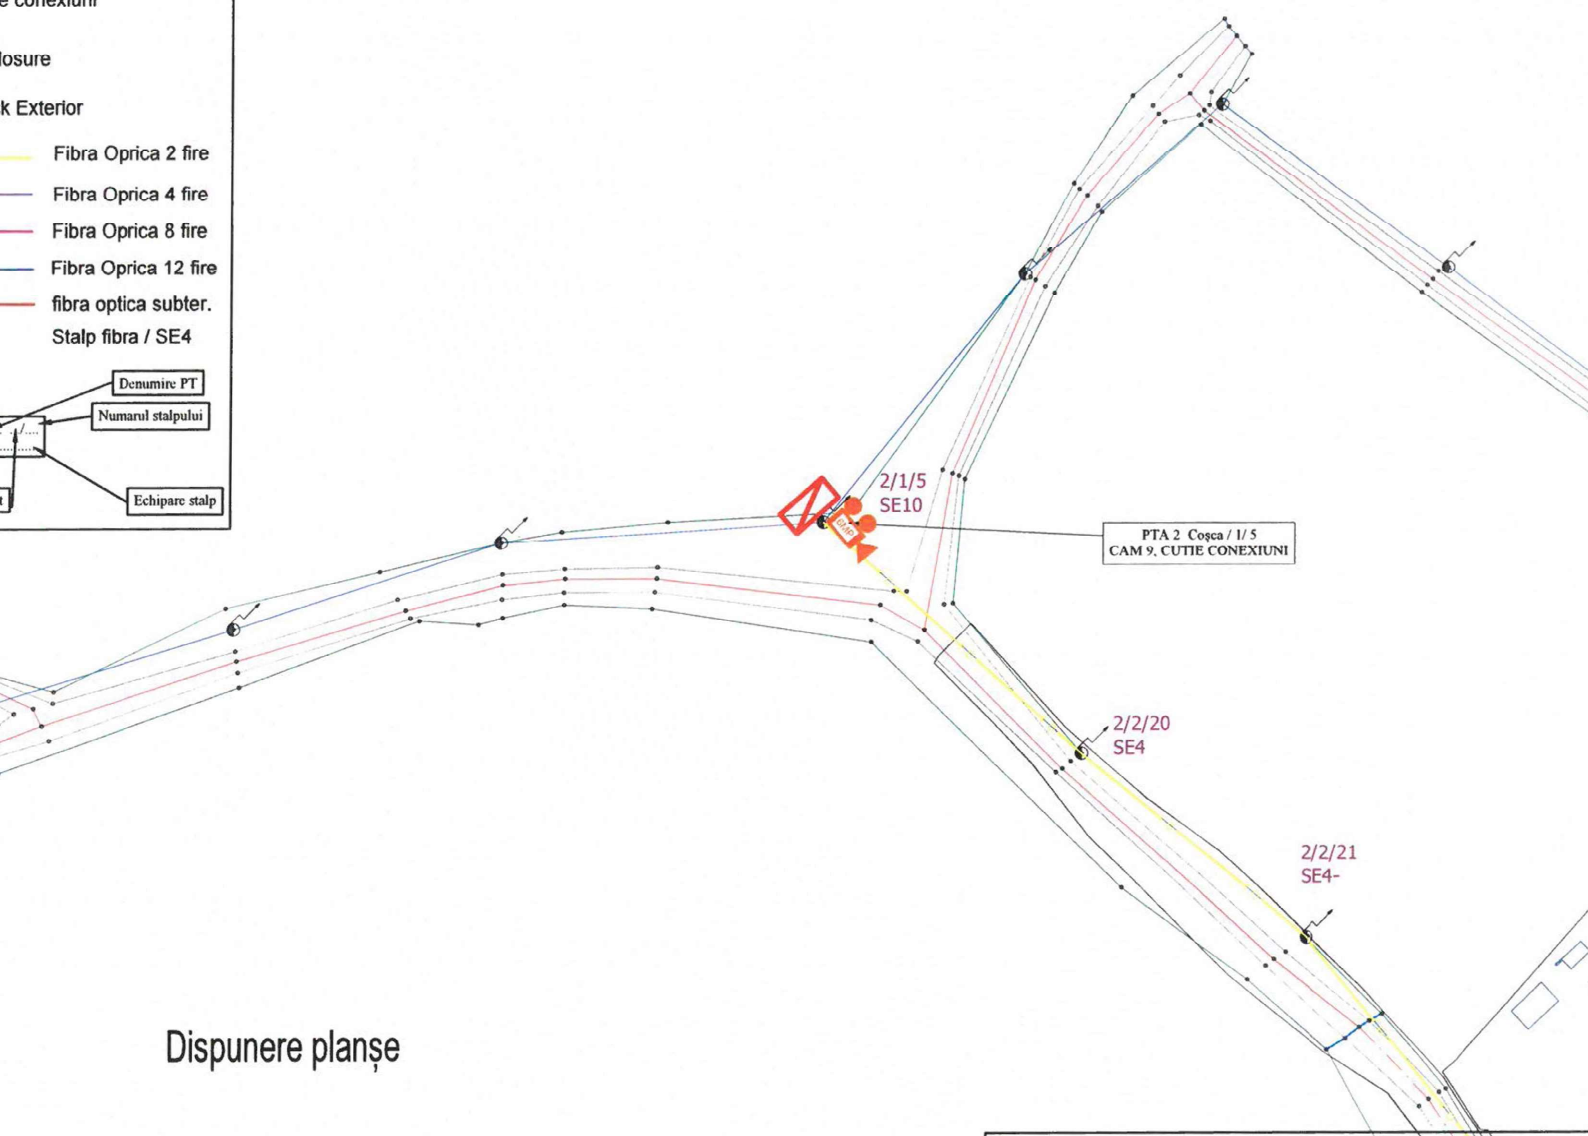 e conexiuni
losure
k Exterior
Fibra Oprica 2 fire
Fibra Oprica 4 fire
Fibra Oprica 8 fire
Fibra Oprica 12 fire
fibra optica subter.
Stalp fibra / SE4
Denumire PT
Numarul stalpului
Echipare stalp
t
2/1/5
SE10
6MP
PTA 2 Coșca / 1/ 5
CAM 9, CUTIE CONEXIUNI
2/2/20
SE4
2/2/21
SE4-
Dispunere planșe